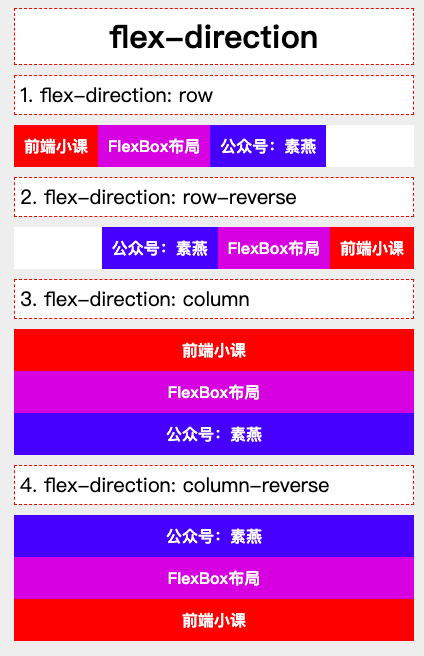 flex-direction
1. flex-direction: row
前端小课 FlexBox布局 公众号：素燕
2. flex-direction: row-reverse
公众号：素燕 FlexBox布局 前端小课
3. flex-direction: column
前端小课
FlexBox布局
公众号：素燕
4. flex-direction: column-reverse
公众号：素燕
FlexBox布局
前端小课